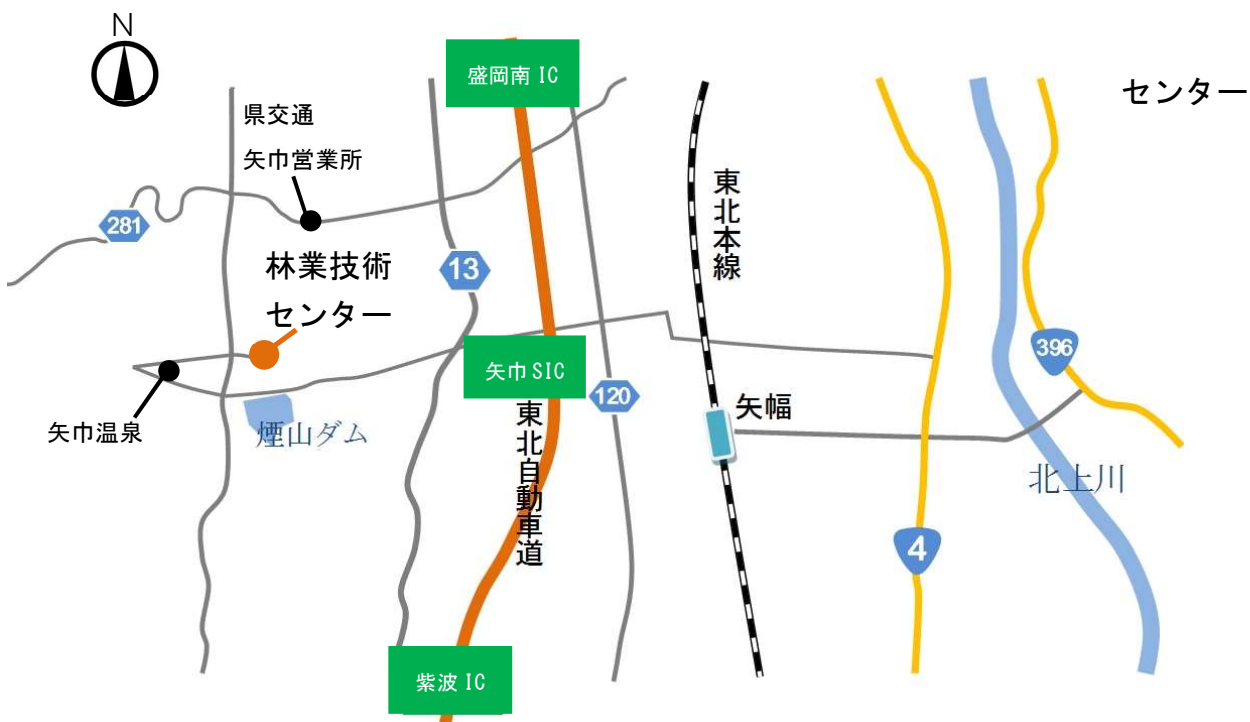 N
盛岡南 IC
センター
県交通
矢巾営業所
281
林業技術
センター
13
東北本線
矢巾 SIC
396
120
矢幅
矢巾温泉
煙山ダム
東北自動車道
北上川
4
紫波 IC